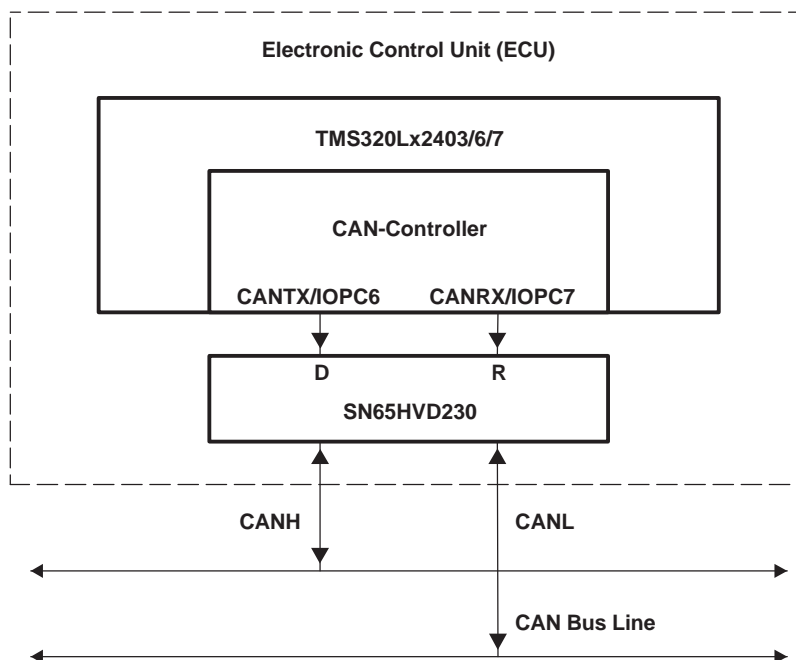 Electronic Control Unit (ECU)
TMS320Lx2403/6/7
CAN-Controller
CANTX/IOPC6 CANRX/IOPC7
D R
SN65HVD230
CANH CANL
CAN Bus Line